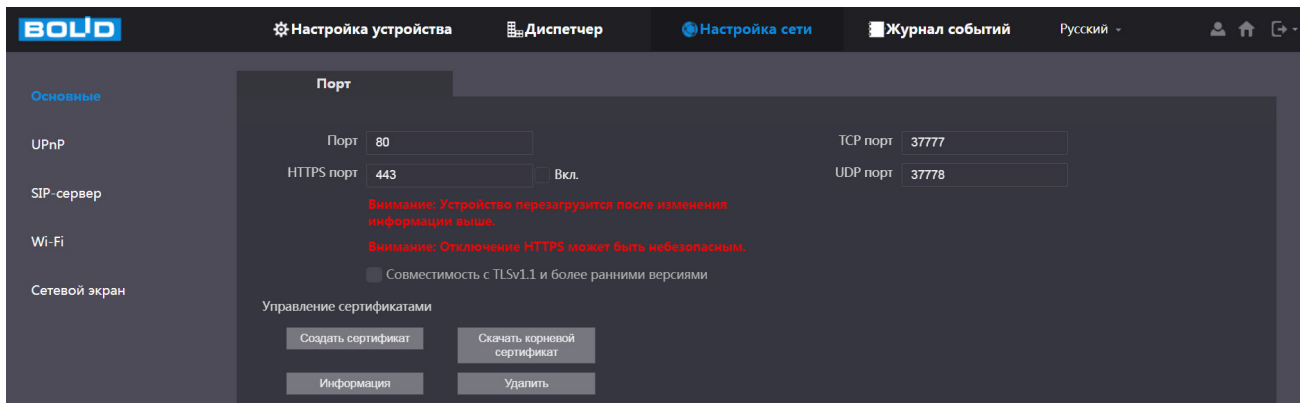 BOLID
Настройка устройства
Диспетчер
Настройка сети
Журнал событий
Русский
Основные
UPnP
SIP-сервер
Wi-Fi
Сетевой экран
Порт
Порт 80
TCP порт 37777
HTTPS порт 443 Вкл.
UDP порт 37778
Внимание: Устройство перезагрузится после изменения
информации выше.
Внимание: Отключение HTTPS может быть небезопасным.
Совместимость с TLSv1.1 и более ранними версиями
Управление сертификатами
Создать сертификат
Скачать корневой
сертификат
Информация
Удалить